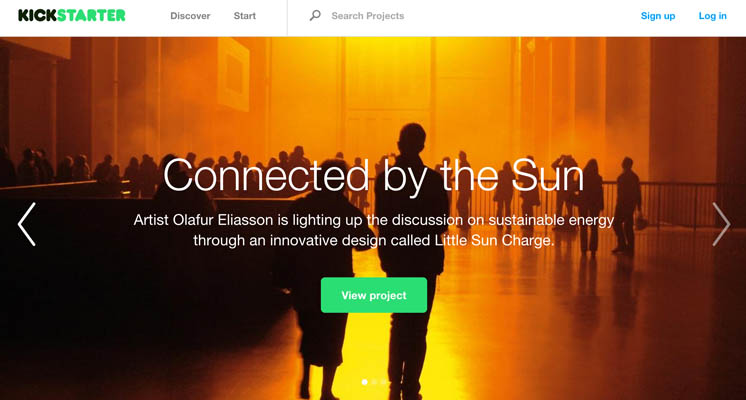 KICKSTARTER
Discover
Start
Search Projects
Sign up
Log in
Connected by the Sun
Artist Olafur Eliasson is lighting up the discussion on sustainable energy
through an innovative design called Little Sun Charge.
View project